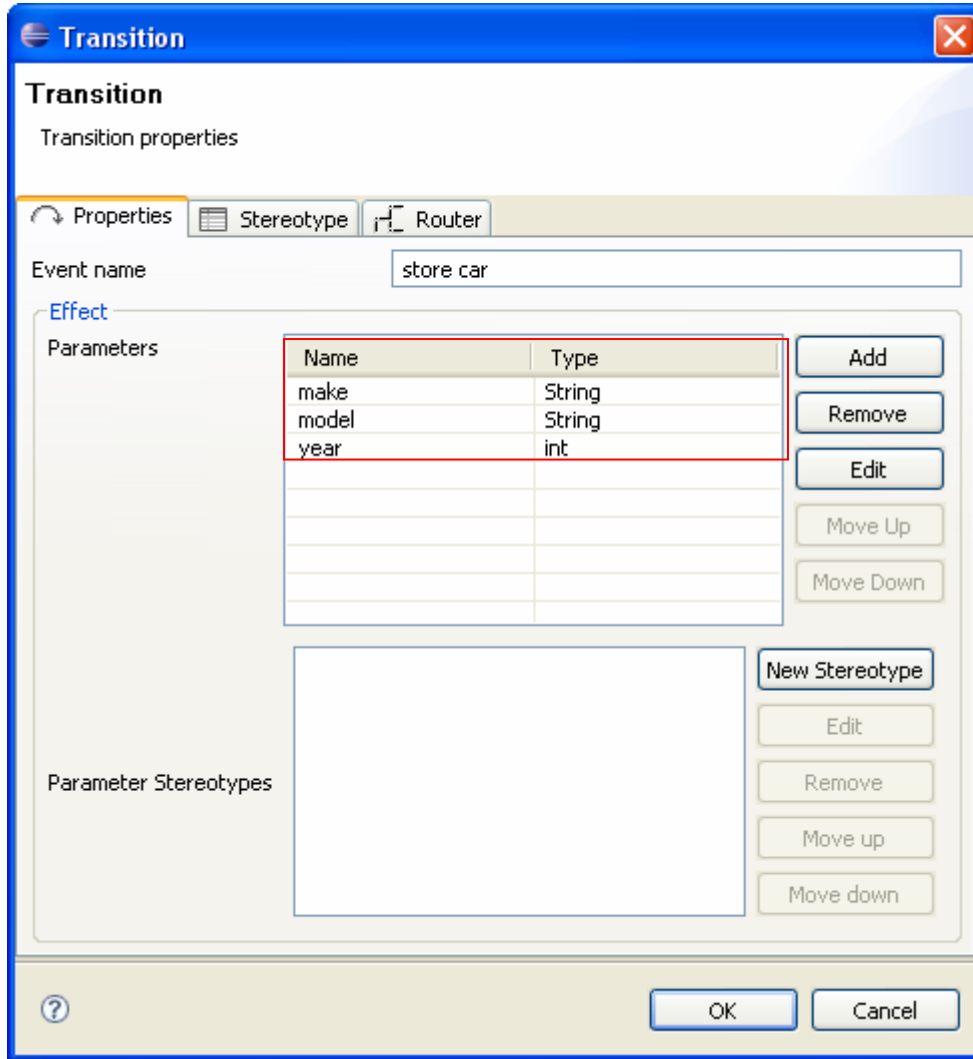 Transition
Transition
Transition properties
Properties Stereotype Router
Event name store car
Effect
Parameters
Name Type
make String
model String
year int
Add
Remove
Edit
Move Up
Move Down
Parameter Stereotypes
New Stereotype
Edit
Remove
Move up
Move down
?
OK Cancel